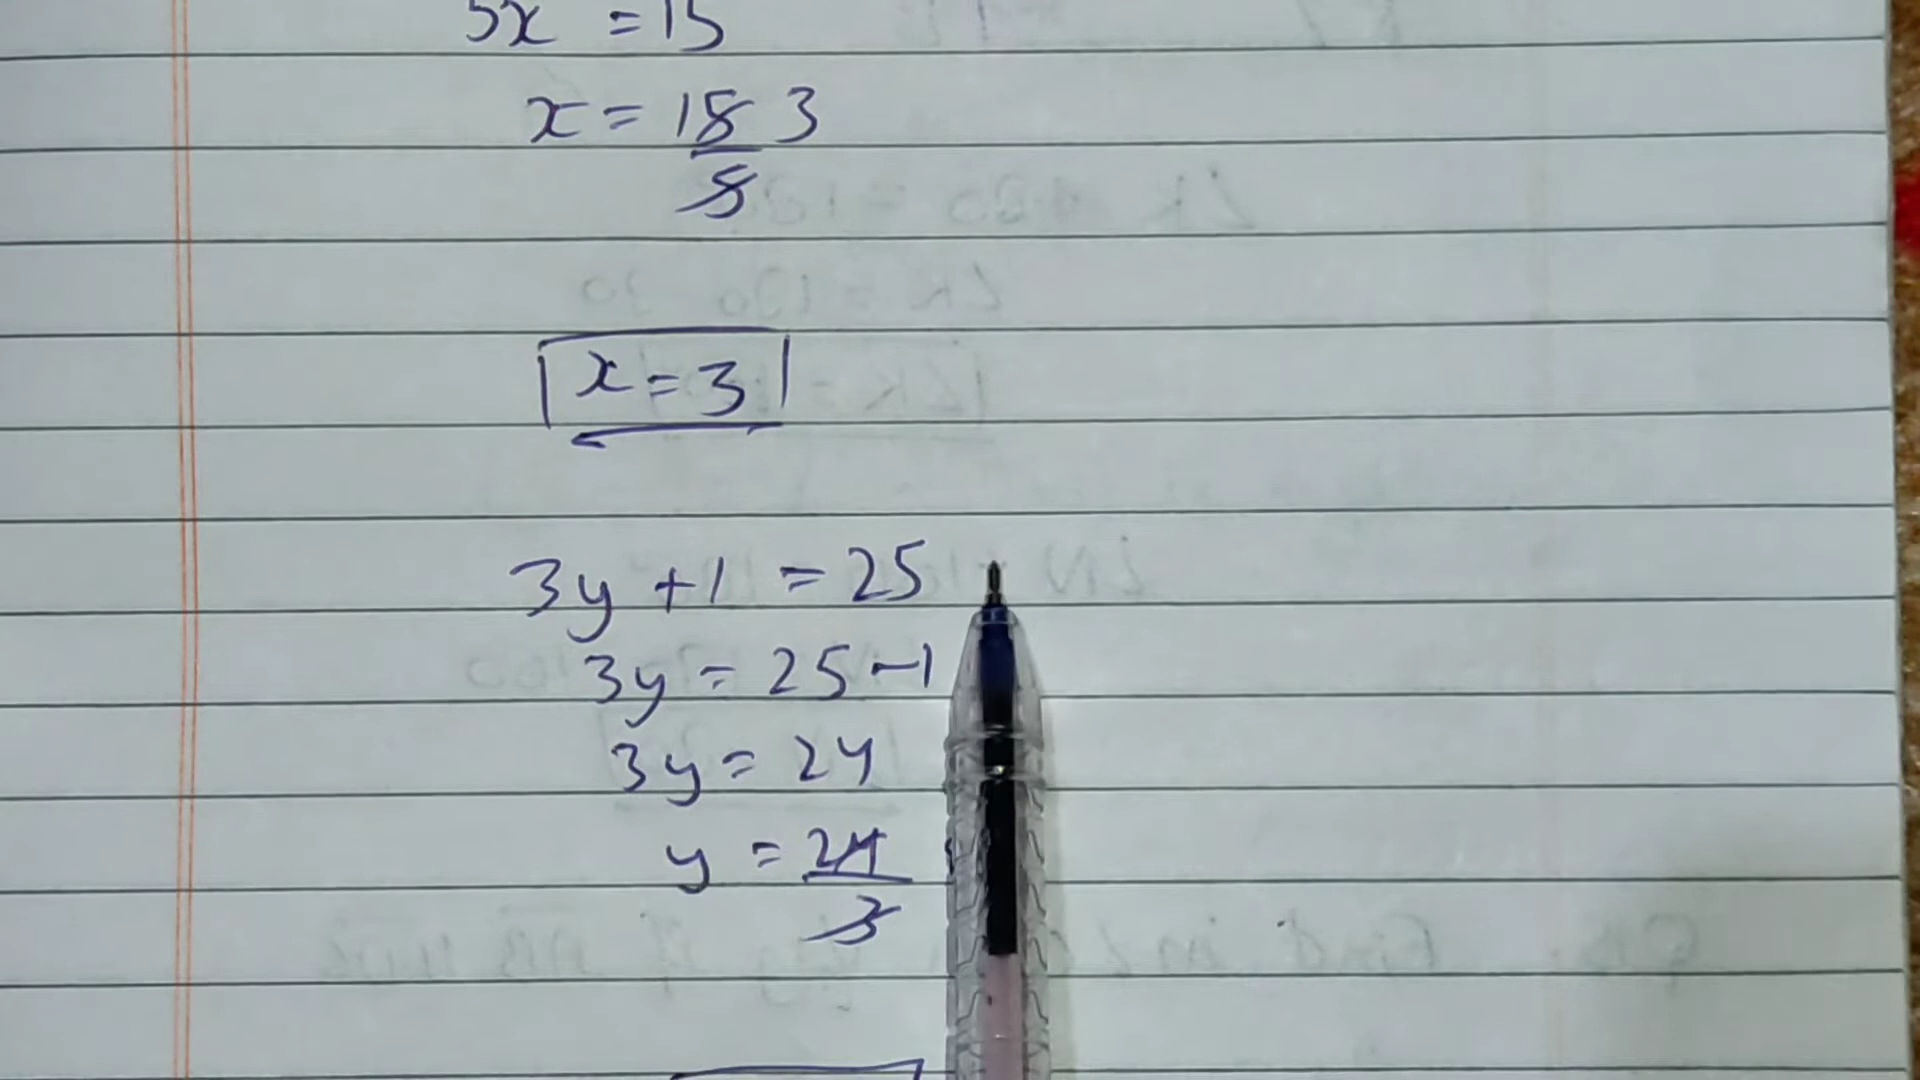 5x = 15
x = 15 3
5
x = 3
3y + 1 = 25
3y = 25 - 1
3y = 24
y = 24
3